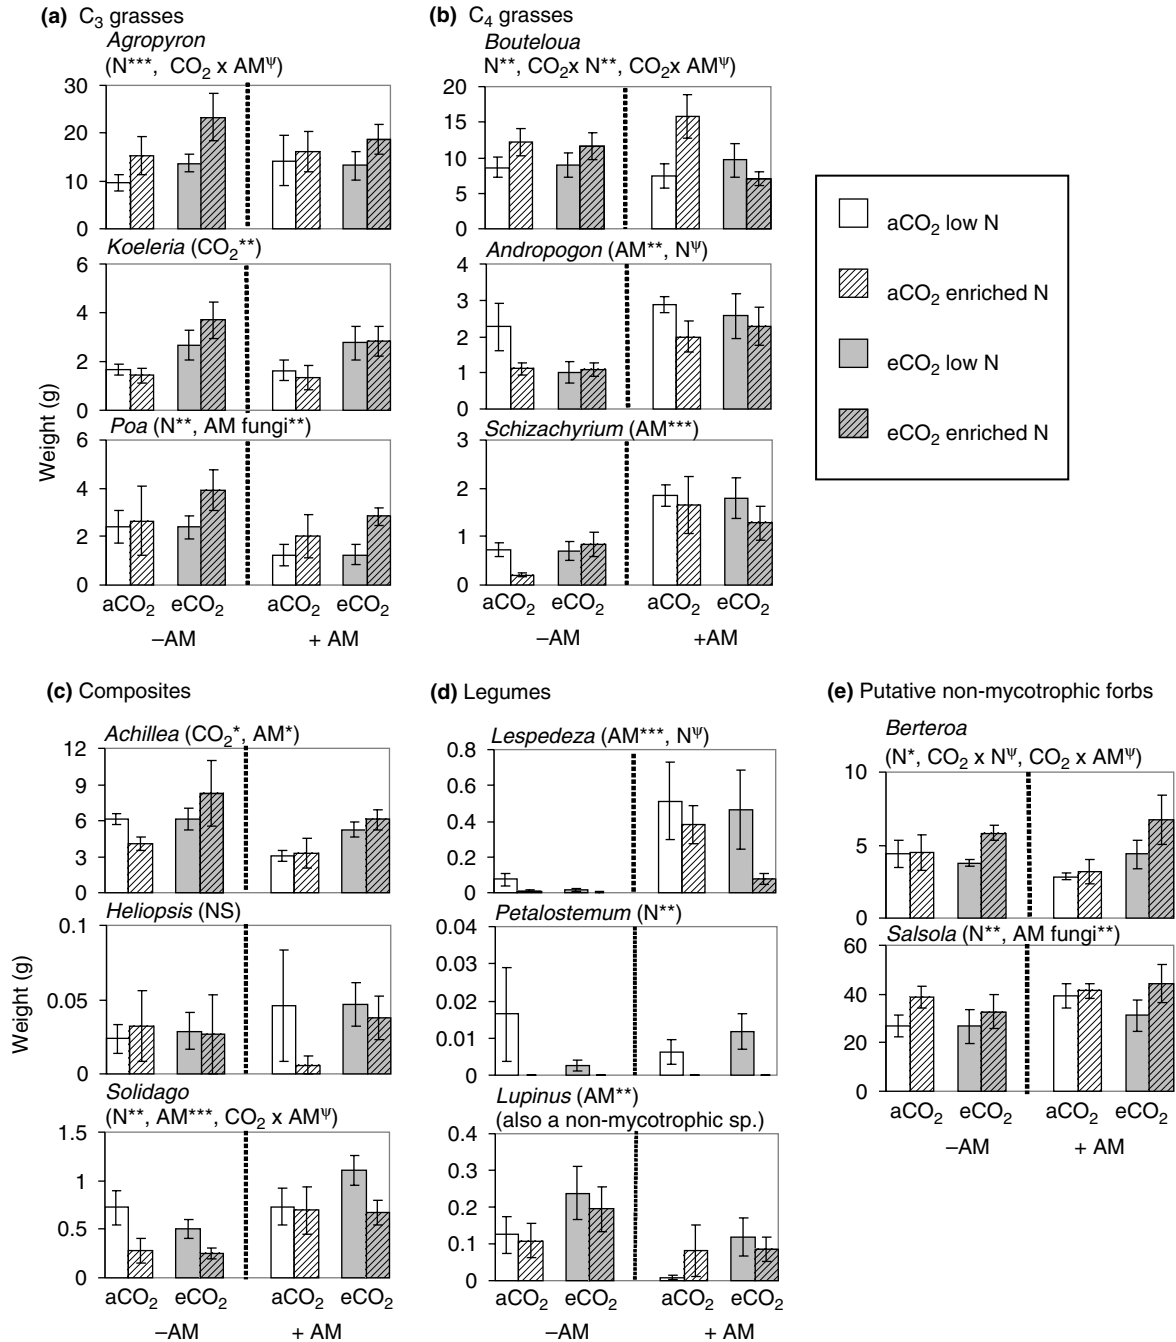 (a) C3 grasses
Agropyron
(N***, CO2 x AMΨ)
30
20
10
0
Koeleria (CO2**)
6
4
2
0
Poa (N**, AM fungi**)
6
4
2
0
Weight (g)
aCO2 eCO2 aCO2 eCO2
–AM + AM
(b) C4 grasses
Bouteloua
N**, CO2x N**, CO2x AMΨ)
20
15
10
5
0
Andropogon (AM**, NΨ)
4
3
2
1
0
Schizachyrium (AM***)
3
2
1
0
aCO2 eCO2 aCO2 eCO2
–AM +AM
aCO2 low N
aCO2 enriched N
eCO2 low N
eCO2 enriched N
(c) Composites
Achillea (CO2*, AM*)
12
9
6
3
0
Heliopsis (NS)
0.1
0.05
0
Solidago
(N**, AM***, CO2 x AMΨ)
1.5
1
0.5
0
Weight (g)
aCO2 eCO2 aCO2 eCO2
–AM + AM
(d) Legumes
Lespedeza (AM***, NΨ)
0.8
0.6
0.4
0.2
0
Petalostemum (N**)
0.04
0.03
0.02
0.01
0
Lupinus (AM**)
(also a non-mycotrophic sp.)
0.4
0.3
0.2
0.1
0
aCO2 eCO2 aCO2 eCO2
–AM + AM
(e) Putative non-mycotrophic forbs
Berteroa
(N*, CO2 x NΨ, CO2 x AMΨ)
10
5
0
Salsola (N**, AM fungi**)
60
40
20
0
aCO2 eCO2 aCO2 eCO2
–AM + AM